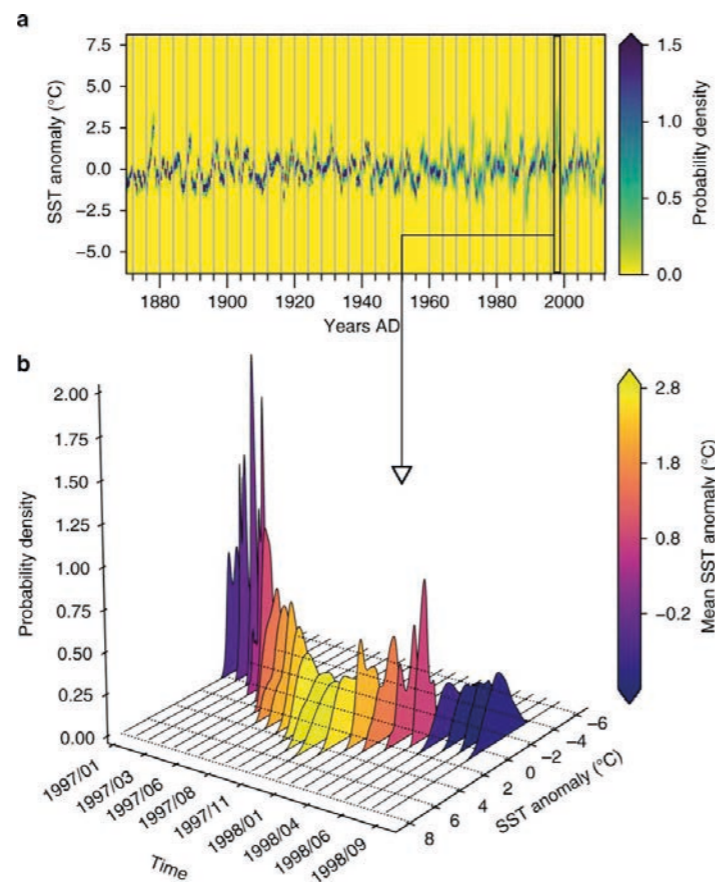 a
7.5
5.0
2.5
0.0
−2.5
−5.0
SST anomaly (°C)
1880 1900 1920 1940 1960 1980 2000
Years AD
1.5
1.0
0.5
0.0
Probability density
b
2.00
1.75
1.50
1.25
1.00
0.75
0.50
0.25
0.00
Probability density
1997/01
1997/03
1997/06
1997/08
1997/11
1998/01
1998/04
1998/06
1998/09
Time
8 6 4 2 0 −2 −4 −6
SST anomaly (°C)
2.8
1.8
0.8
−0.2
Mean SST anomaly (°C)